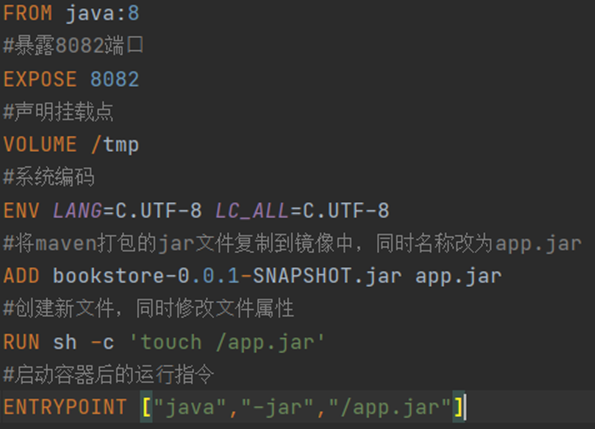 FROM java:8
#暴露8082端口
EXPOSE 8082
#声明挂载点
VOLUME /tmp
#系统编码
ENV LANG=C.UTF-8 LC_ALL=C.UTF-8
#将maven打包的jar文件复制到镜像中，同时名称改为app.jar
ADD bookstore-0.0.1-SNAPSHOT.jar app.jar
#创建新文件，同时修改文件属性
RUN sh -c 'touch /app.jar'
#启动容器后的运行指令
ENTRYPOINT ["java","-jar","/app.jar"]